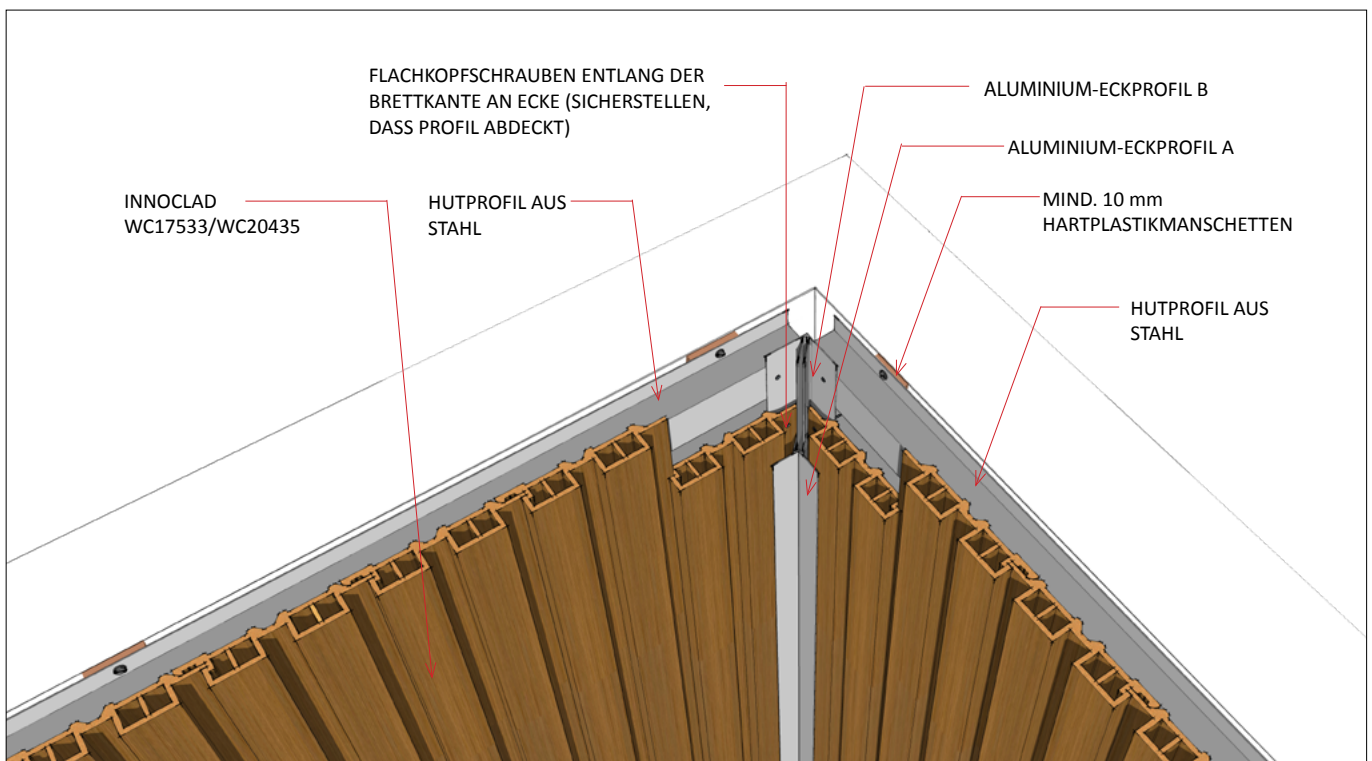 FLACHKOPFSCHRAUBEN ENTLANG DER
BRETTKANTE AN ECKE (SICHERSTELLEN,
DASS PROFIL ABDECKT)
ALUMINIUM-ECKPROFIL B
ALUMINIUM-ECKPROFIL A
INNOCLAD
WC17533/WC20435
HUTPROFIL AUS
STAHL
MIND. 10 mm
HARTPLASTIKMANSCHETTEN
HUTPROFIL AUS
STAHL